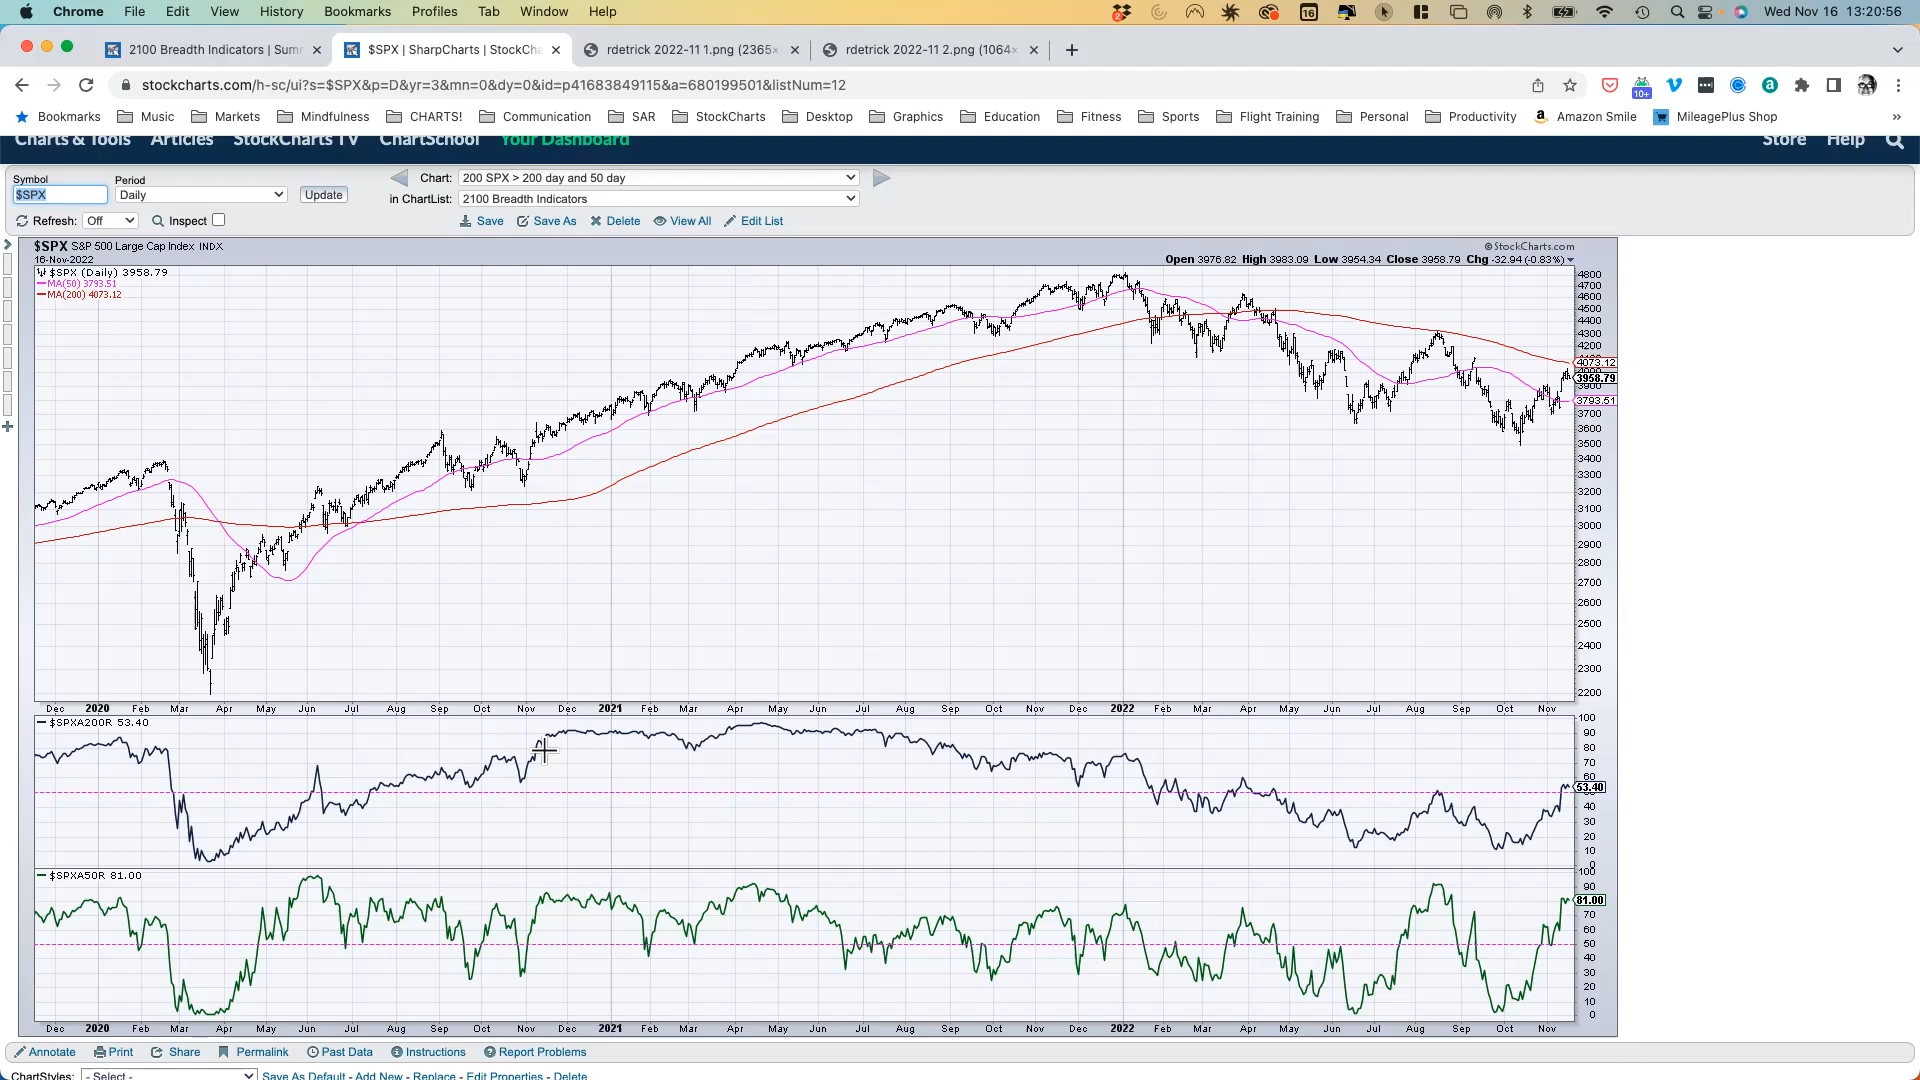 Chrome File Edit View History Bookmarks Profiles Tab Window Help 2 16 Wed Nov 16 13:20:56
2100 Breadth Indicators | Sum $SPX | SharpCharts | StockCha rdetrick 2022-11 1.png (2365× rdetrick 2022-11 2.png (1064×
stockcharts.com/h-sc/ui?s=$SPX&p=D&yr=3&mn=0&dy=0&id=p41683849115&a=680199501&listNum=12 10+
Bookmarks Music Markets Mindfulness CHARTS! Communication SAR StockCharts Desktop Graphics Education Fitness Sports Flight Training Personal Productivity Amazon Smile MileagePlus Shop »
Charts & Tools Articles StockCharts TV ChartSchool Your Dashboard Store Help
Symbol Period Chart: 200 SPX > 200 day and 50 day
$SPX Daily Update in ChartList: 2100 Breadth Indicators
Refresh: Off Inspect Save Save As Delete View All Edit List
$SPX S&P 500 Large Cap Index INDX © StockCharts.com
16-Nov-2022 Open 3976.82 High 3983.09 Low 3954.34 Close 3958.79 Chg -32.94 (-0.83%)
$SPX (Daily) 3958.79
MA(50) 3793.51
MA(200) 4073.12
4800
4700
4600
4500
4400
4300
4200
4073.12
3958.79
3900
3793.51
3700
3600
3500
3400
3300
3200
3100
3000
2900
2800
2700
2600
2500
2400
2300
2200
Dec 2020 Feb Mar Apr May Jun Jul Aug Sep Oct Nov Dec 2021 Feb Mar Apr May Jun Jul Aug Sep Oct Nov Dec 2022 Feb Mar Apr May Jun Jul Aug Sep Oct Nov
$SPXA200R 53.40
100
90
80
70
60
53.40
40
30
20
10
0
$SPXA50R 81.00
100
90
81.00
70
60
50
40
30
20
10
0
Dec 2020 Feb Mar Apr May Jun Jul Aug Sep Oct Nov Dec 2021 Feb Mar Apr May Jun Jul Aug Sep Oct Nov Dec 2022 Feb Mar Apr May Jun Jul Aug Sep Oct Nov
Annotate Print Share Permalink Past Data Instructions Report Problems
ChartStyles: - Select - Save As Default - Add New - Replace - Edit Properties - Delete